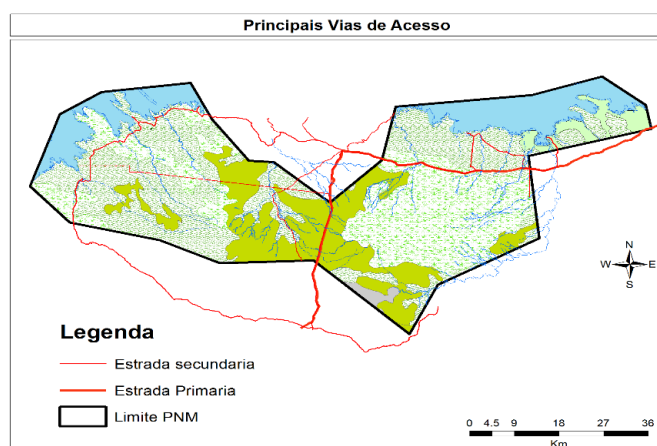 Principais Vias de Acesso
N
W E
S
Legenda
Estrada secundaria
Estrada Primaria
Limite PNM
0 4.5 9 18 27 36
Km